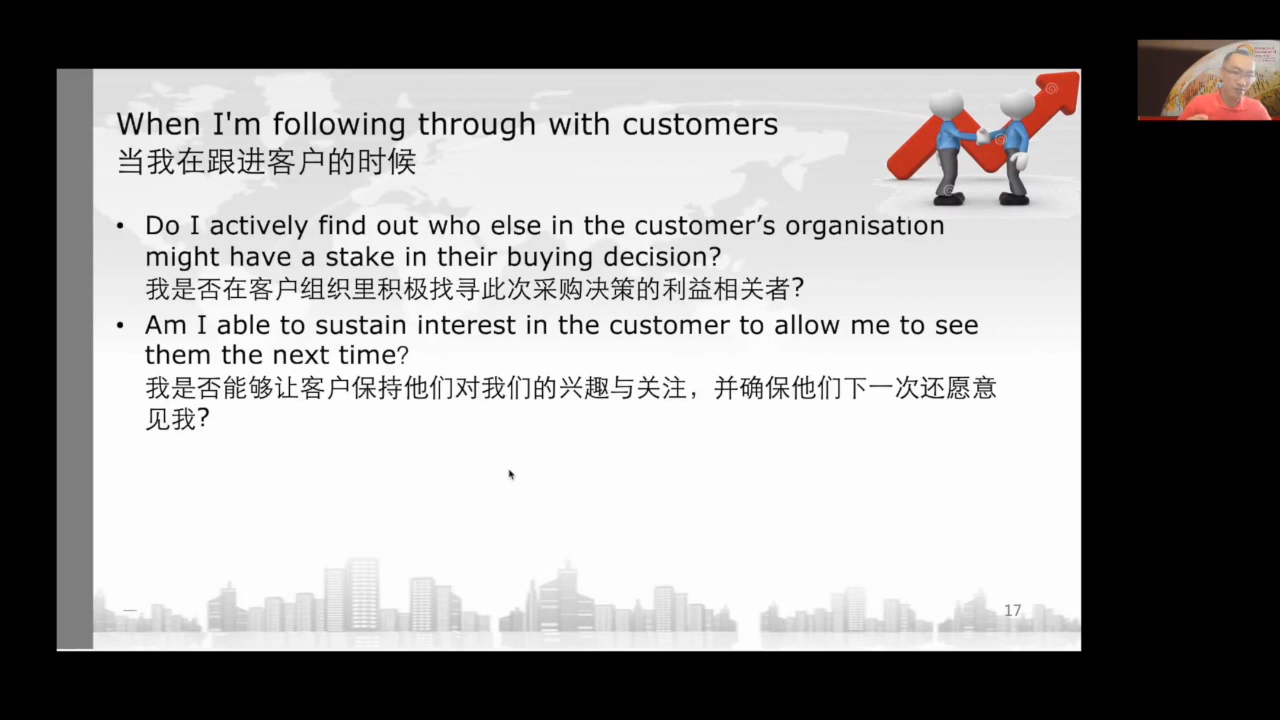 When I'm following through with customers
当我在跟进客户的时候
• Do I actively find out who else in the customer’s organisation
might have a stake in their buying decision?
我是否在客户组织里积极找寻此次采购决策的利益相关者?
• Am I able to sustain interest in the customer to allow me to see
them the next time?
我是否能够让客户保持他们对我们的兴趣与关注，并确保他们下一次还愿意
见我?
17